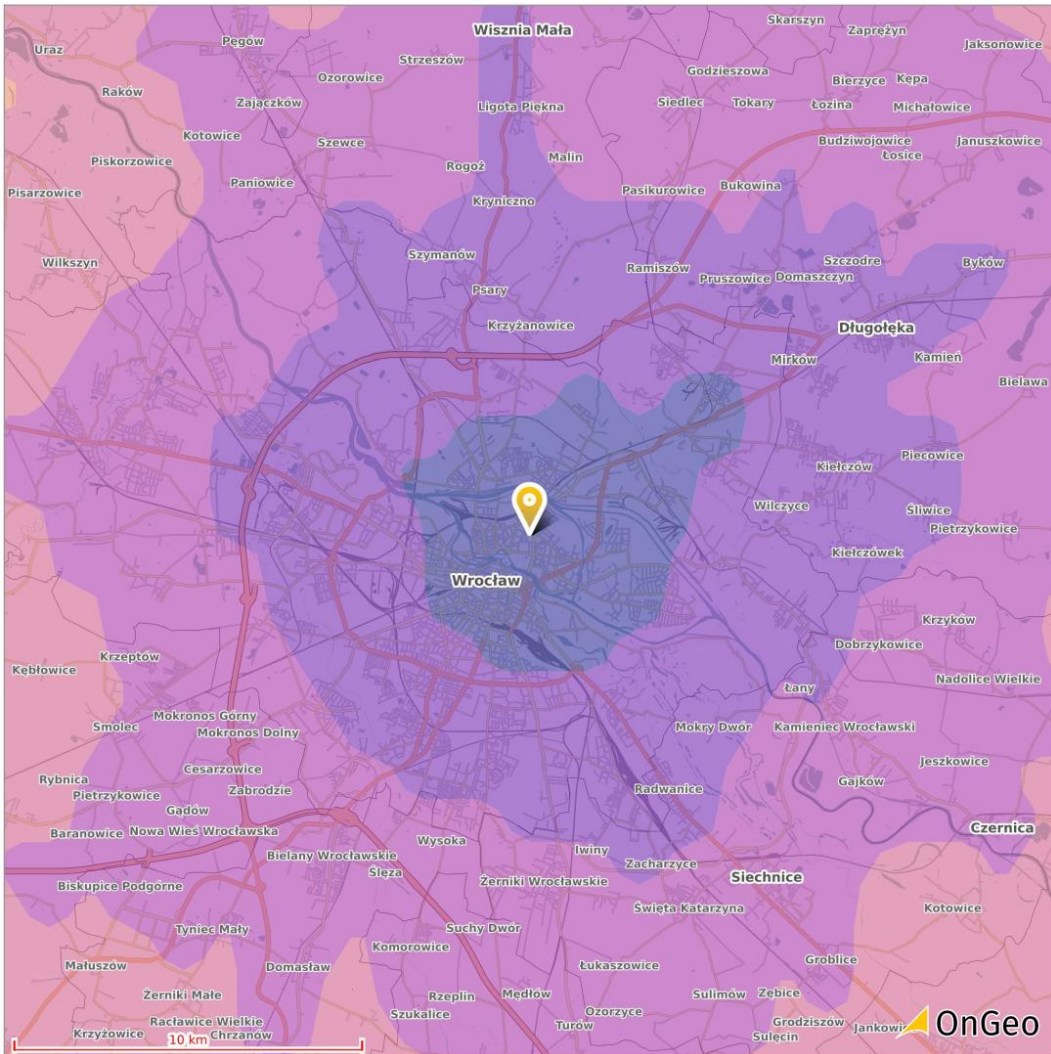 Skarszyn
Wisznia Mała
Zaprężyn
Pęgów
Jaksonowice
Uraz
Strzeszów
Godzieszowa
Ozorowice
Bierzyce
Kępa
Raków
Zajączków
Ligota Piękna
Siedlec
Tokary
Łozina
Michałowice
Kotowice
Szewce
Budziwojowice
Januszkowice
Łosice
Malin
Piskorzowice
Rogoż
Paniowice
Bukowina
Pasikurowice
Pisarzowice
Kryniczno
Szymanów
Szczodre
Wilkszyn
Byków
Ramiszów
Pruszowice
Domaszczyn
Psary
Krzyżanowice
Długołęka
Mirków
Kamień
Bielawa
Piecowice
Kiełczów
Wilczyce
Śliwice
Pietrzykowice
Kiełczówek
Wrocław
Krzyków
Dobrzykowice
Krzeptów
Kębłowice
Nadolice Wielkie
Łany
Mokronos Górny
Smolec
Mokry Dwór
Kamieniec Wrocławski
Mokronos Dolny
Jeszkowice
Cesarzowice
Rybnica
Gajków
Zabrodzie
Radwanice
Pietrzykowice
Gądów
Czernica
Baranowice
Nowa Wieś Wrocławska
Wysoka
Iwiny
Bielany Wrocławskie
Zacharzyce
Ślęza
Siechnice
Żerniki Wrocławskie
Biskupice Podgórne
Święta Katarzyna
Kotowice
Suchy Dwór
Tyniec Mały
Komorowice
Groblice
Małuszów
Domasław
Łukaszowice
Żerniki Małe
Rzeplin
Mędłów
Sulimów
Zębice
Szukalice
Ozorzyce
Racławice Wielkie
Turów
Grodziszów
Krzyżowice
Chrzanów
Sulęcin
10 km
OnGeo